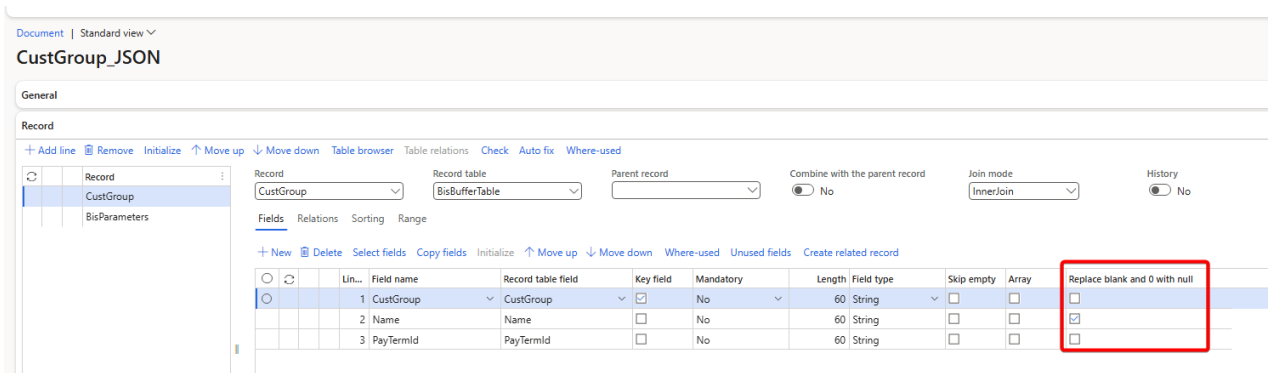 Document | Standard view
CustGroup_JSON
General
Record
Add line Remove Initialize Move up Move down Table browser Table relations Check Auto fix Where-used
Record
CustGroup
BisParameters
Record Record table Parent record Combine with the parent record Join mode History
CustGroup BisBufferTable No InnerJoin No
Fields Relations Sorting Range
New Delete Select fields Copy fields Initialize Move up Move down Where-used Unused fields Create related record
Lin... Field name Record table field Key field Mandatory Length Field type Skip empty Array Replace blank and 0 with null
1 CustGroup CustGroup No 60 String
2 Name Name No 60 String
3 PayTermId PayTermId No 60 String